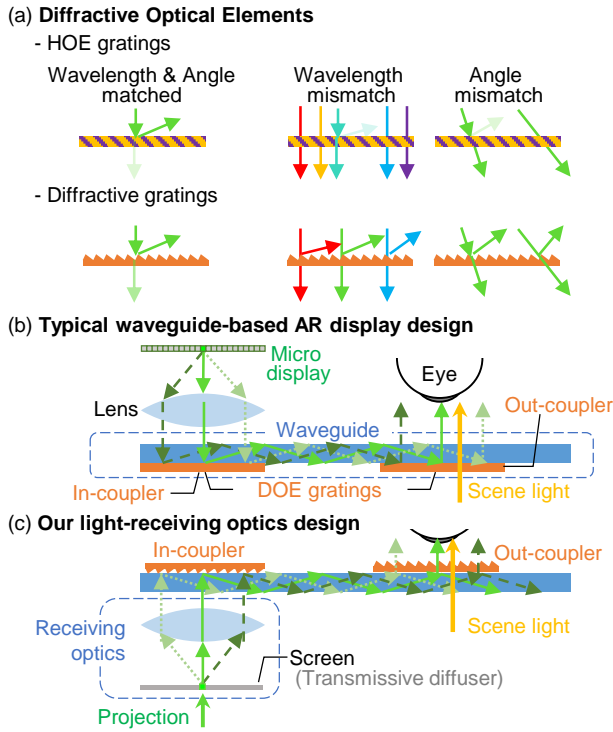 (a) Diffractive Optical Elements
- HOE gratings
Wavelength & Angle
matched
Wavelength
mismatch
Angle
mismatch
- Diffractive gratings
(b) Typical waveguide-based AR display design
Micro
display
Eye
Lens
Out-coupler
Waveguide
In-coupler
DOE gratings
Scene light
(c) Our light-receiving optics design
In-coupler
Out-coupler
Receiving
optics
Scene light
Screen
(Transmissive diffuser)
Projection